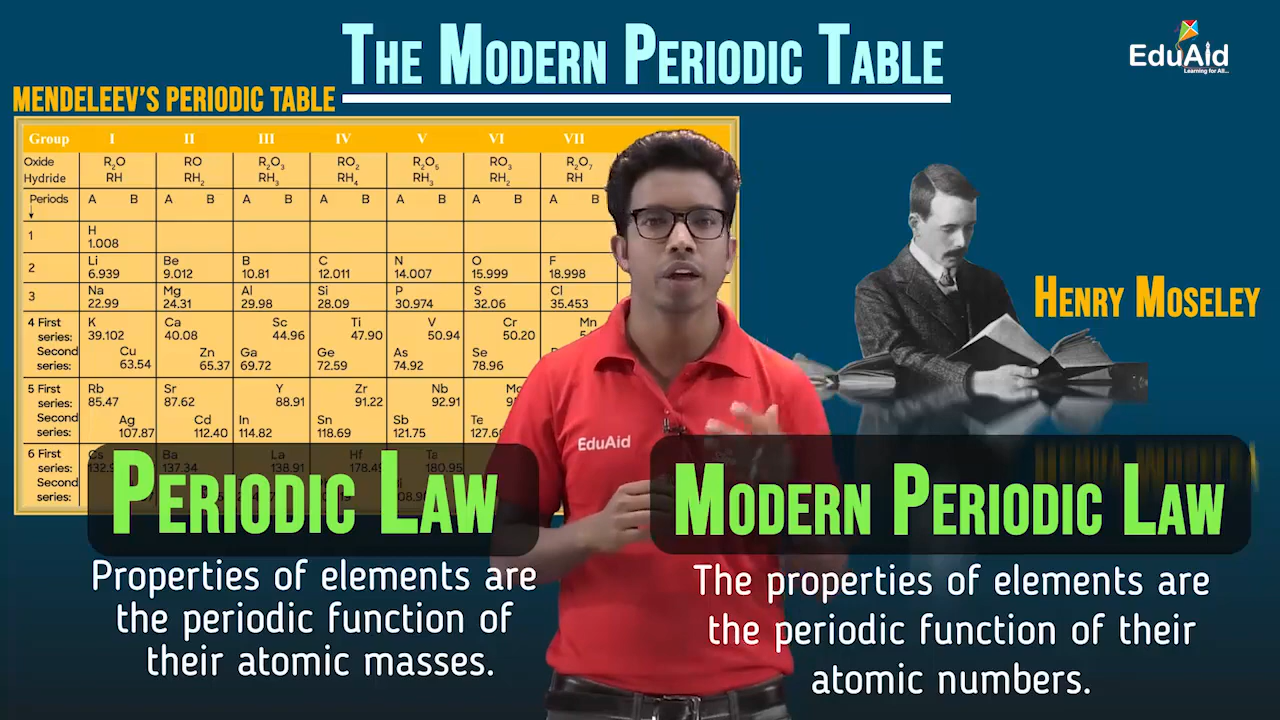 THE MODERN PERIODIC TABLE
EduAid
Learning for All...
MENDELEEV'S PERIODIC TABLE
Group I II III IV V VI VII
Oxide R₂O RO R₂O₃ RO₂ R₂O₅ RO₃ R₂O₇
Hydride RH RH₂ RH₃ RH₄ RH₃ RH₂ RH
Periods A B A B A B A B A B A B A B
↓
1 H
1.008
2 Li Be B C N O F
6.939 9.012 10.81 12.011 14.007 15.999 18.998
3 Na Mg Al Si P S Cl
22.99 24.31 29.98 28.09 30.974 32.06 35.453
4 First K Ca Sc Ti V Cr Mn
series: 39.102 40.08 44.96 47.90 50.94 50.20
Second Cu Zn Ga Ge As Se
series: 63.54 65.37 69.72 72.59 74.92 78.96
5 First Rb Sr Y Zr Nb Mo
series: 85.47 87.62 88.91 91.22 92.91
Second Ag Cd In Sn Sb Te
series: 107.87 112.40 114.82 118.69 121.75
6 First Cs Ba La Hf Ta
series: 137.34 138.91 180.95
Second
series:
HENRY MOSELEY
PERIODIC LAW
Properties of elements are
the periodic function of
their atomic masses.
EduAid
MODERN PERIODIC LAW
The properties of elements are
the periodic function of their
atomic numbers.